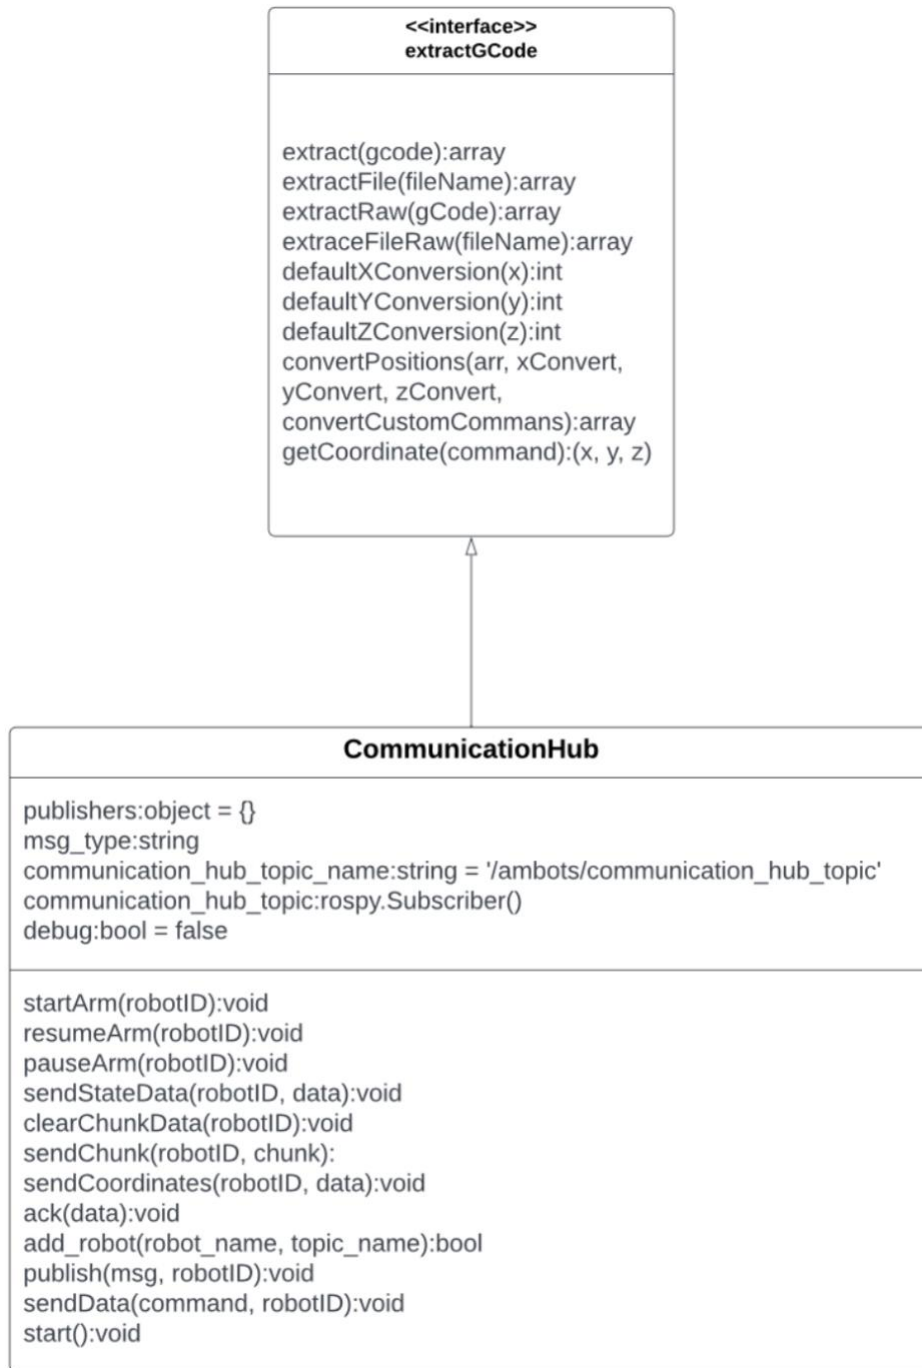 <<interface>>
extractGCode
extract(gcode):array
extractFile(fileName):array
extractRaw(gCode):array
extraceFileRaw(fileName):array
defaultXConversion(x):int
defaultYConversion(y):int
defaultZConversion(z):int
convertPositions(arr, xConvert,
yConvert, zConvert,
convertCustomCommans):array
getCoordinate(command):(x, y, z)
CommunicationHub
publishers:object = {}
msg_type:string
communication_hub_topic_name:string = '/ambots/communication_hub_topic'
communication_hub_topic:rospy.Subscriber()
debug:bool = false
startArm(robotID):void
resumeArm(robotID):void
pauseArm(robotID):void
sendStateData(robotID, data):void
clearChunkData(robotID):void
sendChunk(robotID, chunk):
sendCoordinates(robotID, data):void
ack(data):void
add_robot(robot_name, topic_name):bool
publish(msg, robotID):void
sendData(command, robotID):void
start():void